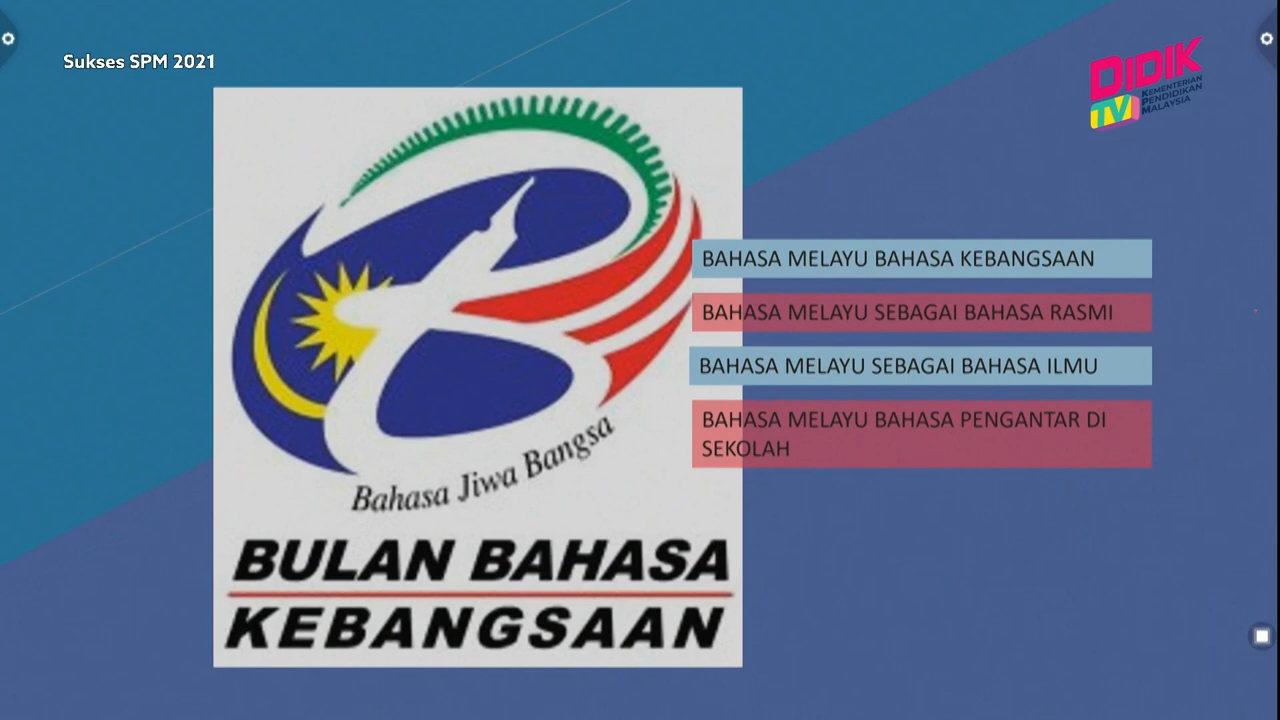 Sukses SPM 2021
DIDIK
TV
KEMENTERIAN
PENDIDIKAN
MALAYSIA
BAHASA MELAYU BAHASA KEBANGSAAN
BAHASA MELAYU SEBAGAI BAHASA RASMI
BAHASA MELAYU SEBAGAI BAHASA ILMU
BAHASA MELAYU BAHASA PENGANTAR DI
SEKOLAH
Bahasa Jiwa Bangsa
BULAN BAHASA
KEBANGSAAN